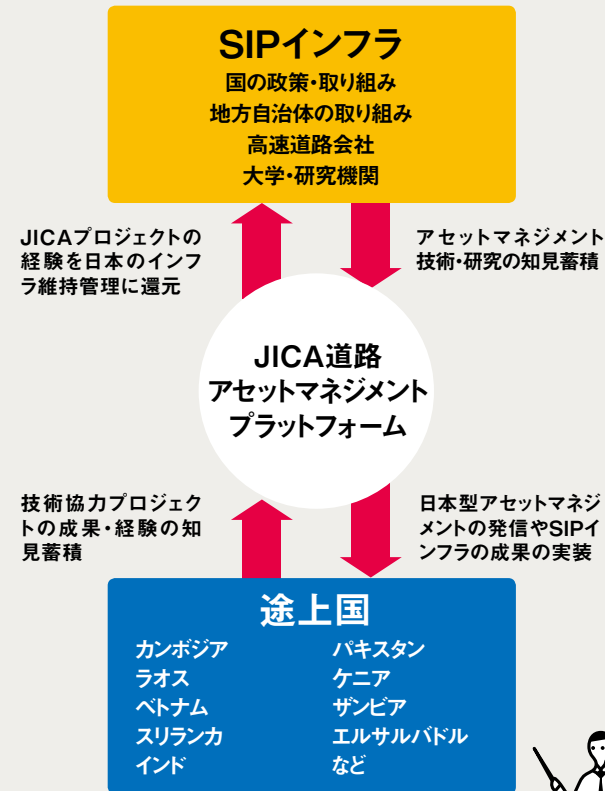 SIPインフラ
国の政策・取り組み
地方自治体の取り組み
高速道路会社
大学・研究機関
JICAプロジェクトの
経験を日本のインフ
ラ維持管理に還元
アセットマネジメント
技術・研究の知見蓄積
JICA道路
アセットマネジメント
プラットフォーム
技術協力プロジェク
トの成果・経験の知
見蓄積
日本型アセットマネジ
メントの発信やSIPイ
ンフラの成果の実装
途上国
カンボジア
ラオス
ベトナム
スリランカ
インド
パキスタン
ケニア
ザンビア
エルサルバドル
など